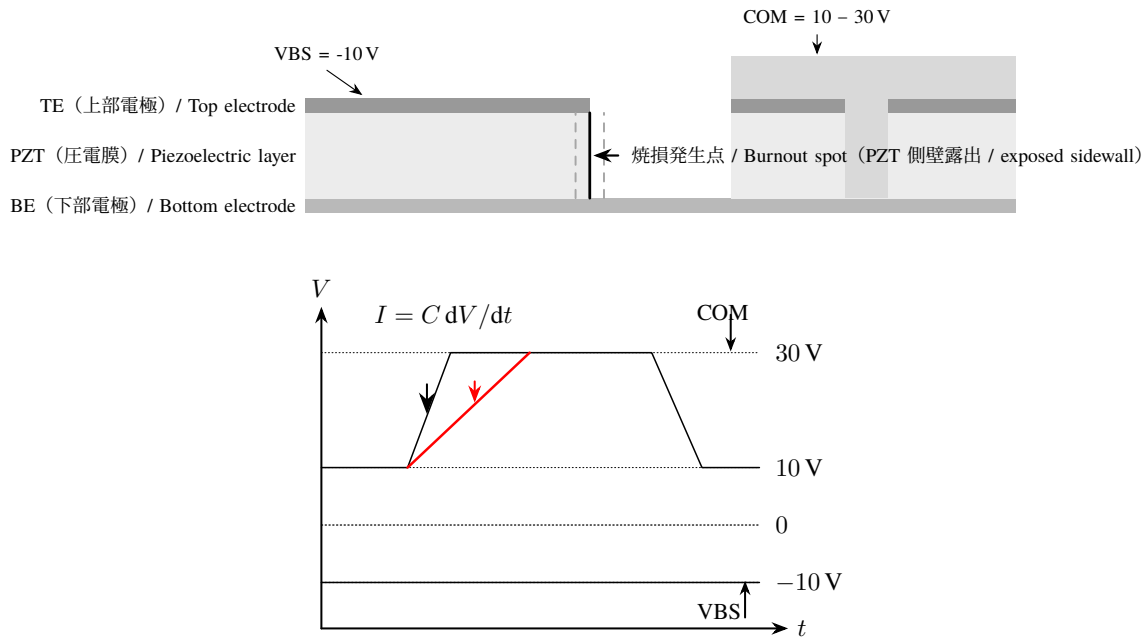 COM = 10 – 30 V
VBS = -10 V
TE（上部電極）/ Top electrode
PZT（圧電膜）/ Piezoelectric layer
焼損発生点 / Burnout spot（PZT 側壁露出 / exposed sidewall）
BE（下部電極）/ Bottom electrode
V
I = C dV/dt
COM
30 V
10 V
0
−10 V
VBS
t